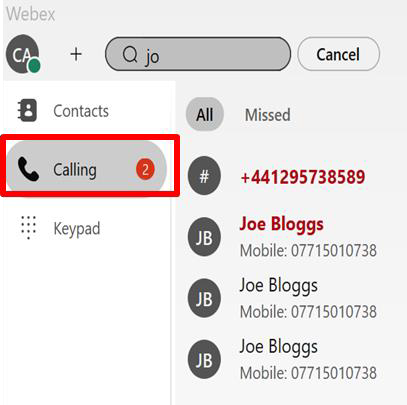 Webex
CA + jo Cancel
Contacts
Calling 2
Keypad
All Missed
# +441295738589
JB Joe Bloggs
Mobile: 07715010738
JB Joe Bloggs
Mobile: 07715010738
JB Joe Bloggs
Mobile: 07715010738